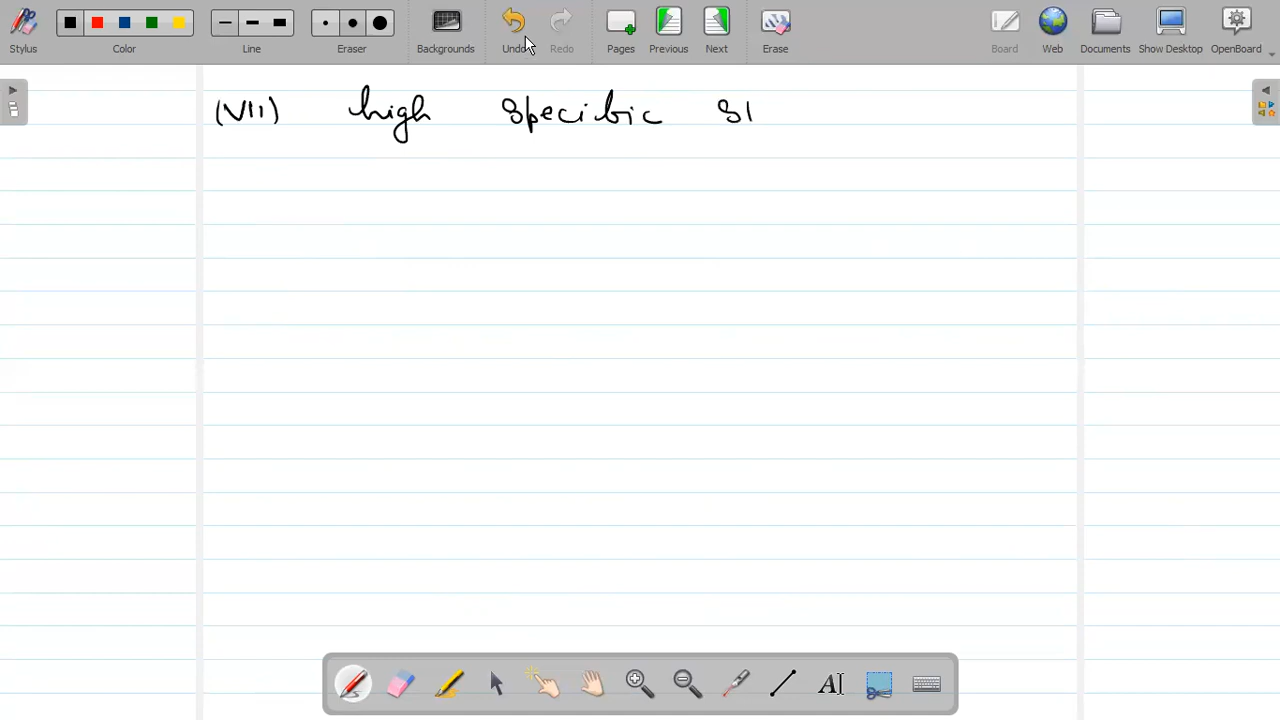 Stylus Color Line Eraser Backgrounds Undo Redo Pages Previous Next Erase Board Web Documents Show Desktop OpenBoard
(VII) high specific